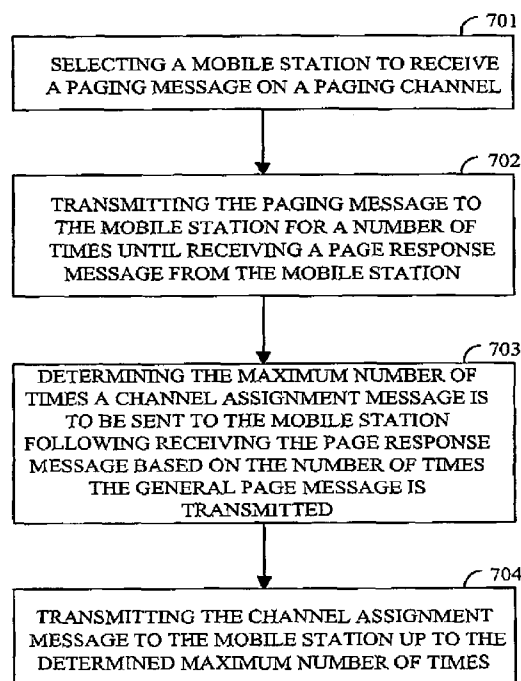 701
SELECTING A MOBILE STATION TO RECEIVE
A PAGING MESSAGE ON A PAGING CHANNEL
702
TRANSMITTING THE PAGING MESSAGE TO
THE MOBILE STATION FOR A NUMBER OF
TIMES UNTIL RECEIVING A PAGE RESPONSE
MESSAGE FROM THE MOBILE STATION
703
DETERMINING THE MAXIMUM NUMBER OF
TIMES A CHANNEL ASSIGNMENT MESSAGE IS
TO BE SENT TO THE MOBILE STATION
FOLLOWING RECEIVING THE PAGE RESPONSE
MESSAGE BASED ON THE NUMBER OF TIMES
THE GENERAL PAGE MESSAGE IS
TRANSMITTED
704
TRANSMITTING THE CHANNEL ASSIGNMENT
MESSAGE TO THE MOBILE STATION UP TO THE
DETERMINED MAXIMUM NUMBER OF TIMES